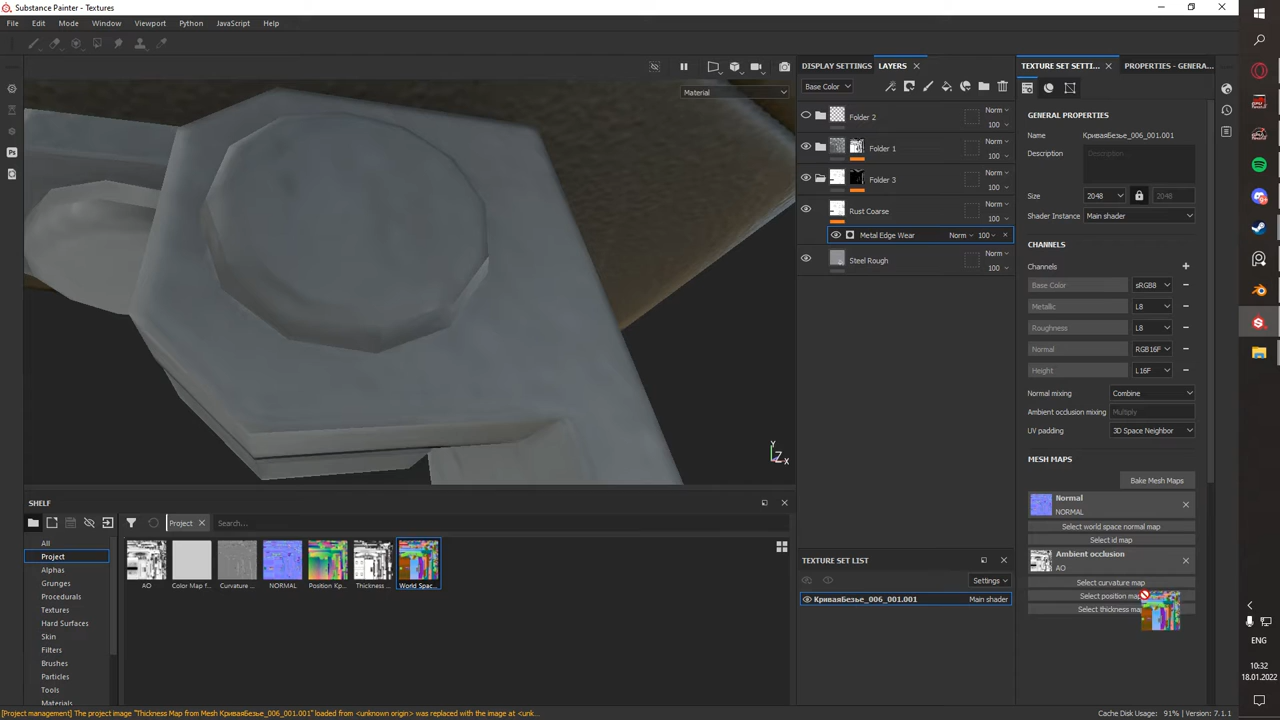 Substance Painter - Textures
File Edit Mode Window Viewport Python JavaScript Help
Material
DISPLAY SETTINGS LAYERS
Base Color
Folder 2 Norm 100
Folder 1 Norm 100
Folder 3 Norm 100
Rust Coarse Norm 100
Metal Edge Wear Norm 100
Steel Rough Norm 100
TEXTURE SET SETTI... PROPERTIES - GENERA...
GENERAL PROPERTIES
Name КриваяБезье_006_001.001
Description Description...
Size 2048 2048
Shader Instance Main shader
CHANNELS
Channels
Base Color sRGB8
Metallic L8
Roughness L8
Normal RGB16F
Height L16F
Normal mixing Combine
Ambient occlusion mixing Multiply
UV padding 3D Space Neighbor
MESH MAPS
Bake Mesh Maps
Normal
NORMAL
Select world space normal map
Select id map
Ambient occlusion
AO
Select curvature map
Select position map
Select thickness map
Y
Z X
SHELF
Project Search...
All
Project
Alphas
Grunges
Procedurals
Textures
Hard Surfaces
Skin
Filters
Brushes
Particles
Tools
Materials
AO Color Map f... Curvature ... NORMAL Position Кр... Thickness ... World Spac...
TEXTURE SET LIST
Settings
КриваяБезье_006_001.001 Main shader
[Project management] The project image "Thickness Map from Mesh КриваяБезье_006_001.001" loaded from <unknown origin> was replaced with the image at <unk...
Cache Disk Usage: 91% | Version: 7.1.1
ENG
10:32
18.01.2022